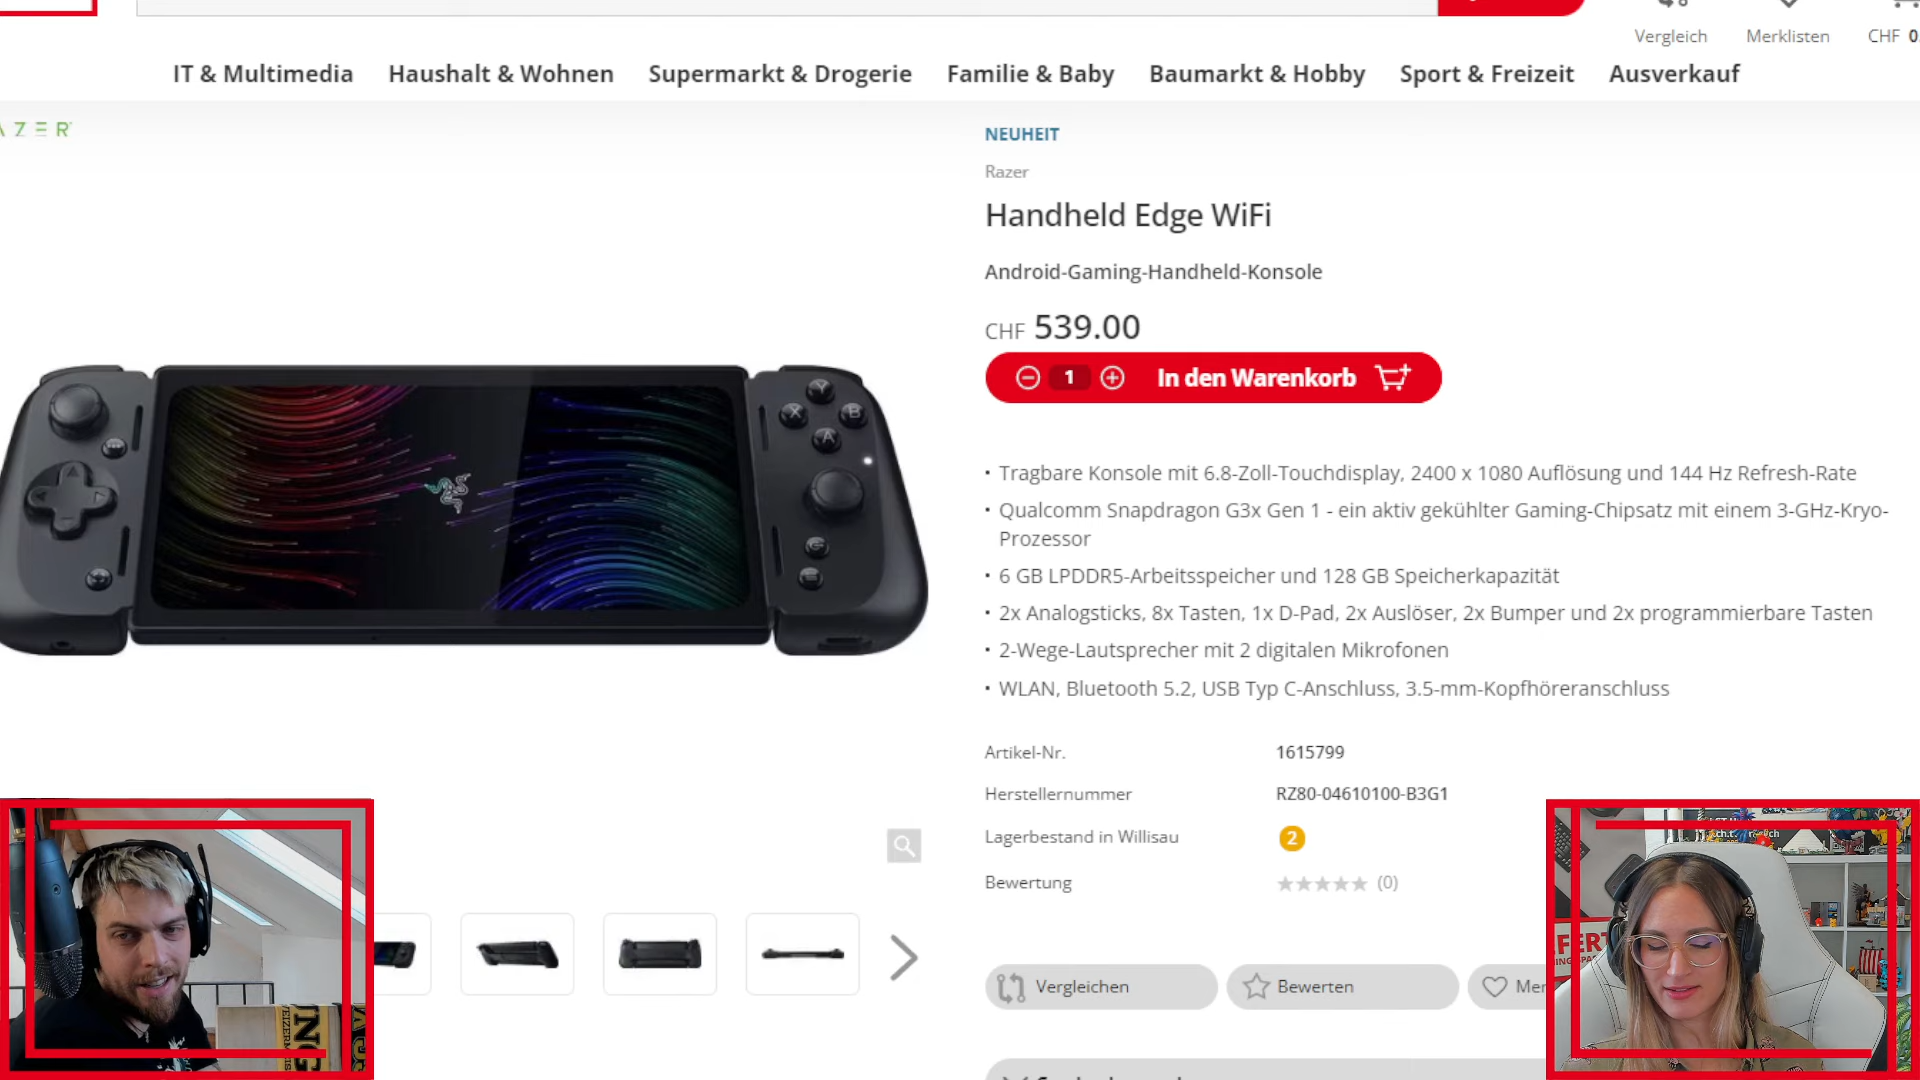 Vergleich
Merklisten
CHF 0.
IT & Multimedia
Haushalt & Wohnen
Supermarkt & Drogerie
Familie & Baby
Baumarkt & Hobby
Sport & Freizeit
Ausverkauf
AZER
NEUHEIT
Razer
Handheld Edge WiFi
Android-Gaming-Handheld-Konsole
CHF 539.00
1 In den Warenkorb
• Tragbare Konsole mit 6.8-Zoll-Touchdisplay, 2400 x 1080 Auflösung und 144 Hz Refresh-Rate
• Qualcomm Snapdragon G3x Gen 1 - ein aktiv gekühlter Gaming-Chipsatz mit einem 3-GHz-Kryo-
Prozessor
• 6 GB LPDDR5-Arbeitsspeicher und 128 GB Speicherkapazität
• 2x Analogsticks, 8x Tasten, 1x D-Pad, 2x Auslöser, 2x Bumper und 2x programmierbare Tasten
• 2-Wege-Lautsprecher mit 2 digitalen Mikrofonen
• WLAN, Bluetooth 5.2, USB Typ C-Anschluss, 3.5-mm-Kopfhöreranschluss
Y
X B
A
Artikel-Nr. 1615799
Herstellernummer RZ80-04610100-B3G1
Lagerbestand in Willisau 2
Bewertung (0)
Vergleichen
Bewerten
Mer